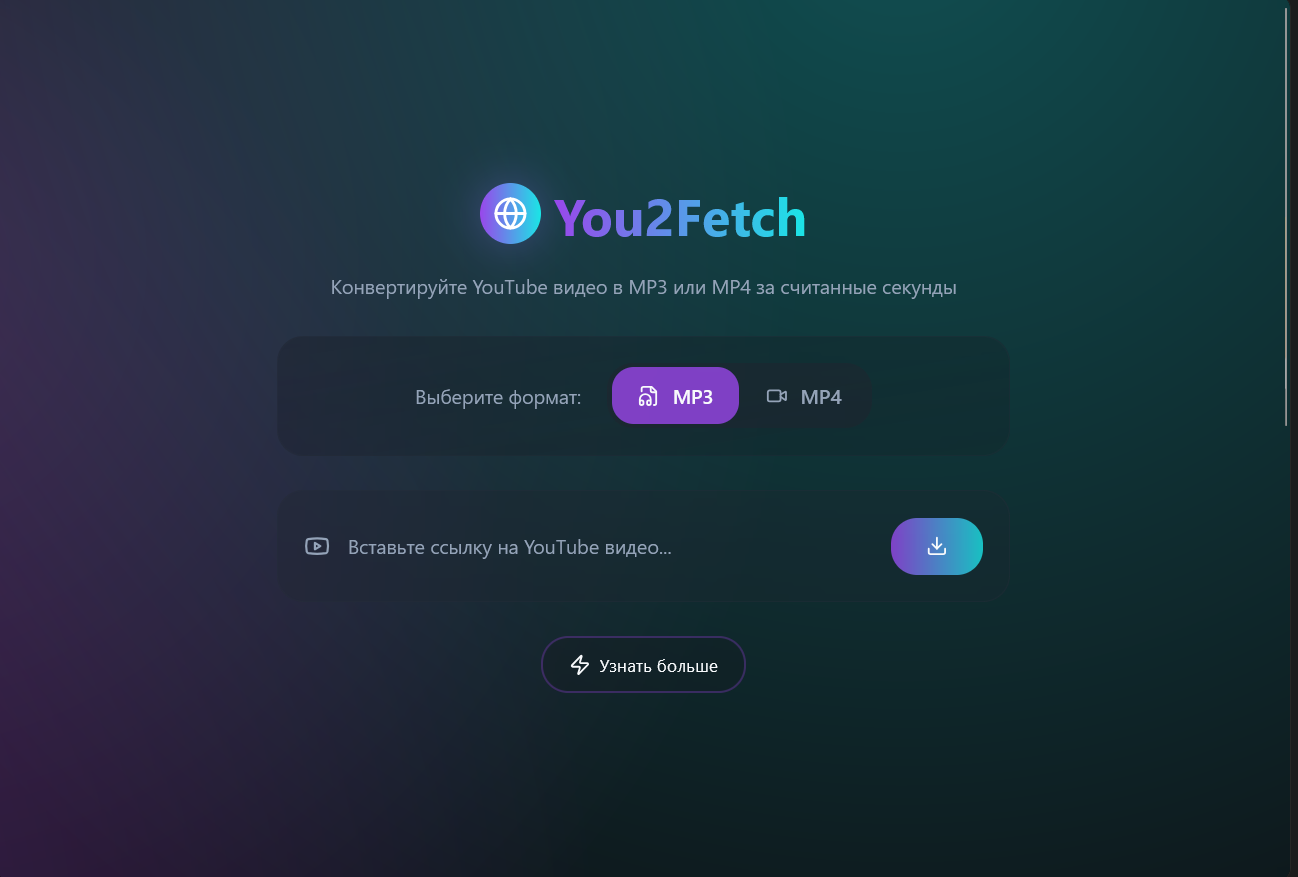 You2Fetch
Конвертируйте YouTube видео в MP3 или MP4 за считанные секунды
Выберите формат: MP3 MP4
Вставьте ссылку на YouTube видео...
Узнать больше